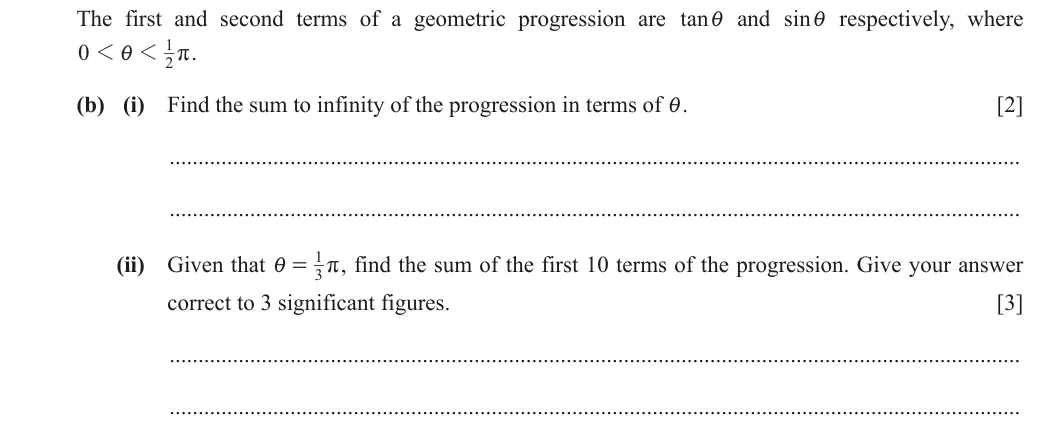 The first and second terms of a geometric progression are tan θ and sin θ respectively, where
0 < θ < ½π.
(b) (i) Find the sum to infinity of the progression in terms of θ. [2]
..........................................................................................
..........................................................................................
(ii) Given that θ = ⅓π, find the sum of the first 10 terms of the progression. Give your answer
correct to 3 significant figures. [3]
..........................................................................................
..........................................................................................